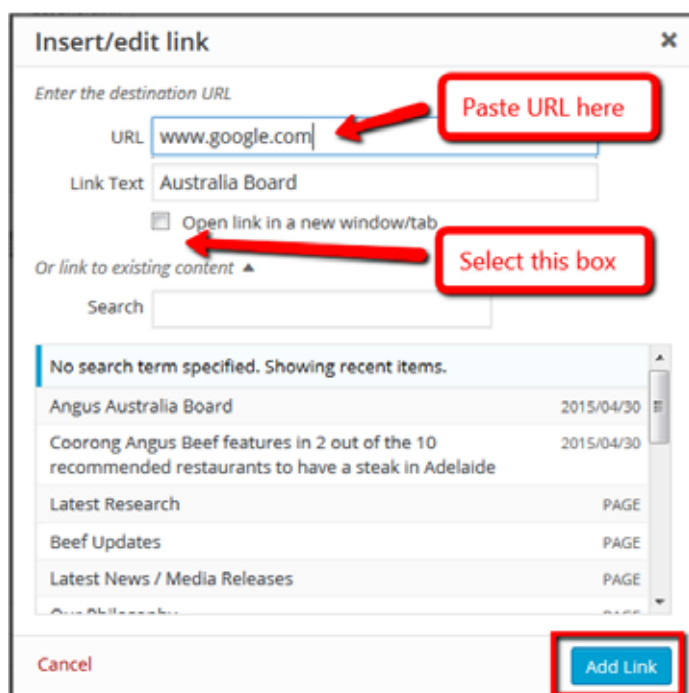 Insert/edit link ×
Enter the destination URL
Paste URL here
URL www.google.com
Link Text Australia Board
Open link in a new window/tab
Select this box
Or link to existing content ▲
Search
No search term specified. Showing recent items.
Angus Australia Board 2015/04/30
Coorong Angus Beef features in 2 out of the 10 2015/04/30
recommended restaurants to have a steak in Adelaide
Latest Research PAGE
Beef Updates PAGE
Latest News / Media Releases PAGE
Our Philosophy PAGE
Cancel Add Link